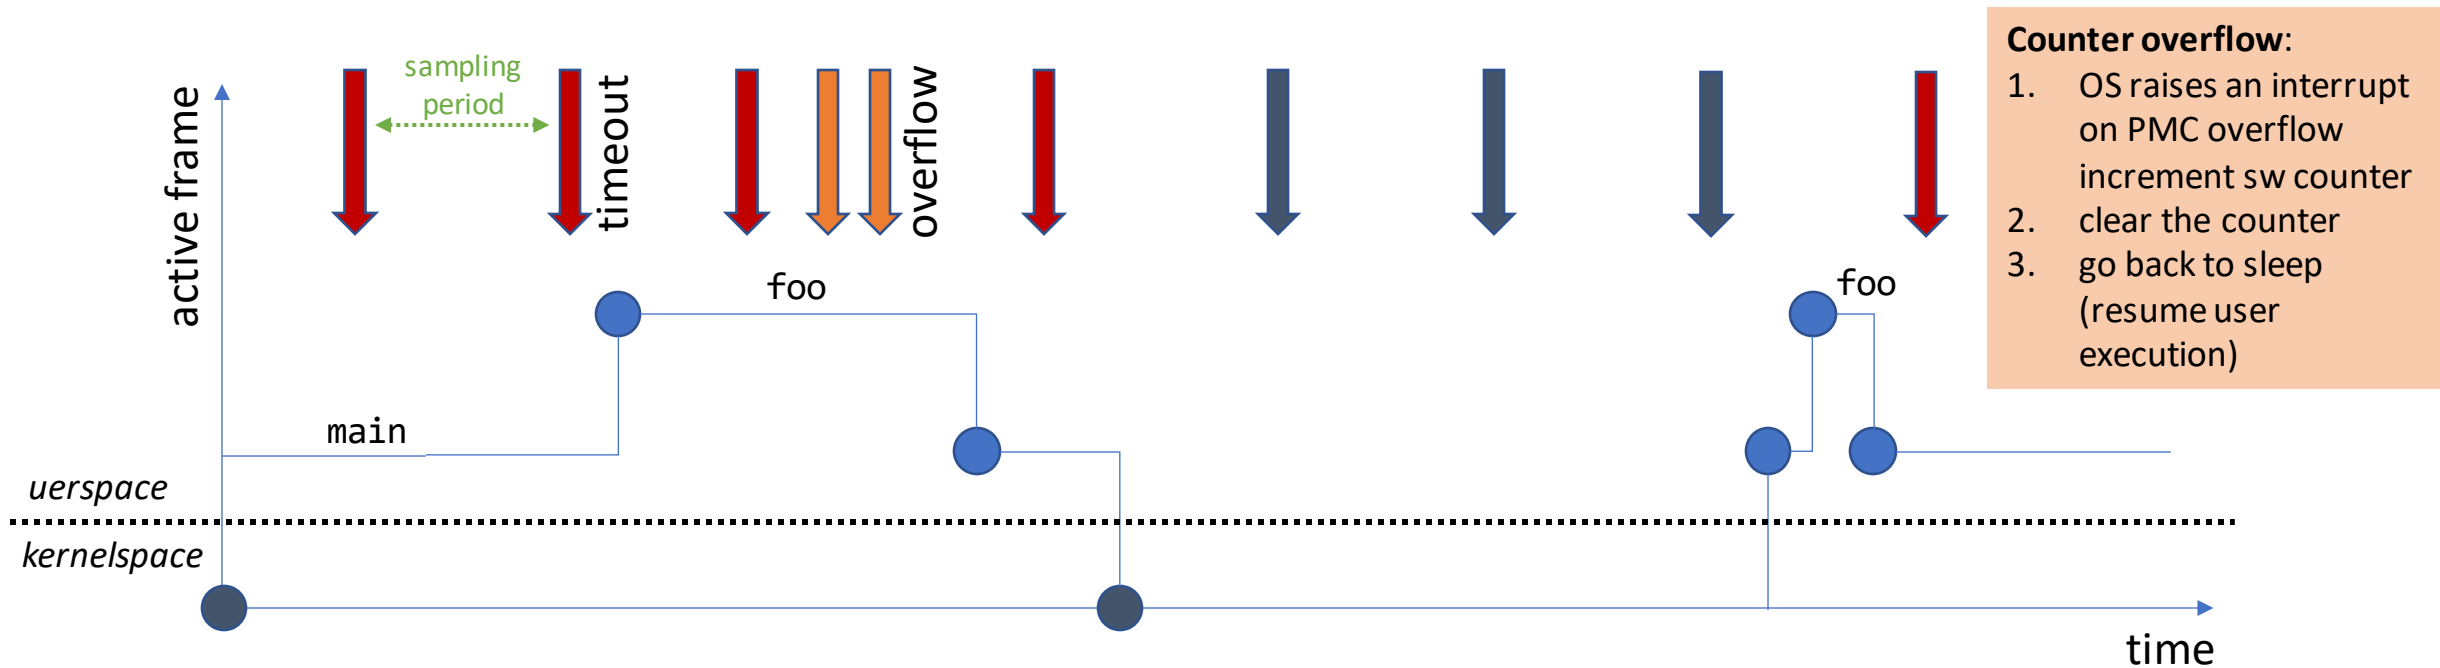 active frame
sampling
period
timeout
overflow
main
foo
foo
uerspace
kernelspace
time
Counter overflow:
1. OS raises an interrupt
on PMC overflow
increment sw counter
2. clear the counter
3. go back to sleep
(resume user
execution)